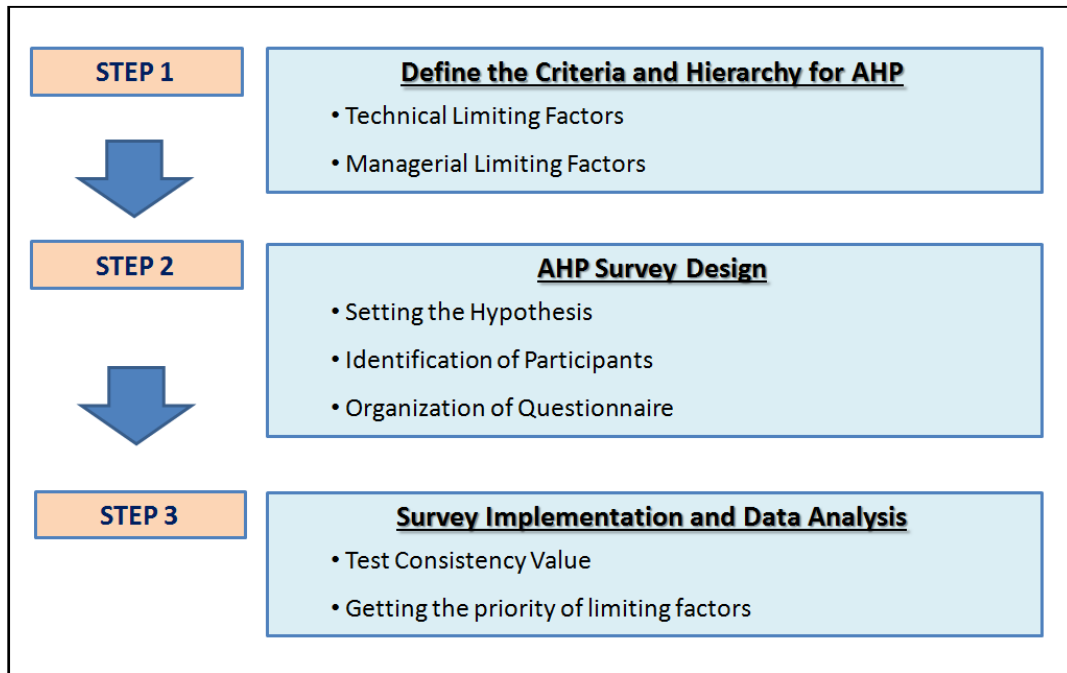 STEP 1
Define the Criteria and Hierarchy for AHP
• Technical Limiting Factors
• Managerial Limiting Factors
STEP 2
AHP Survey Design
• Setting the Hypothesis
• Identification of Participants
• Organization of Questionnaire
STEP 3
Survey Implementation and Data Analysis
• Test Consistency Value
• Getting the priority of limiting factors